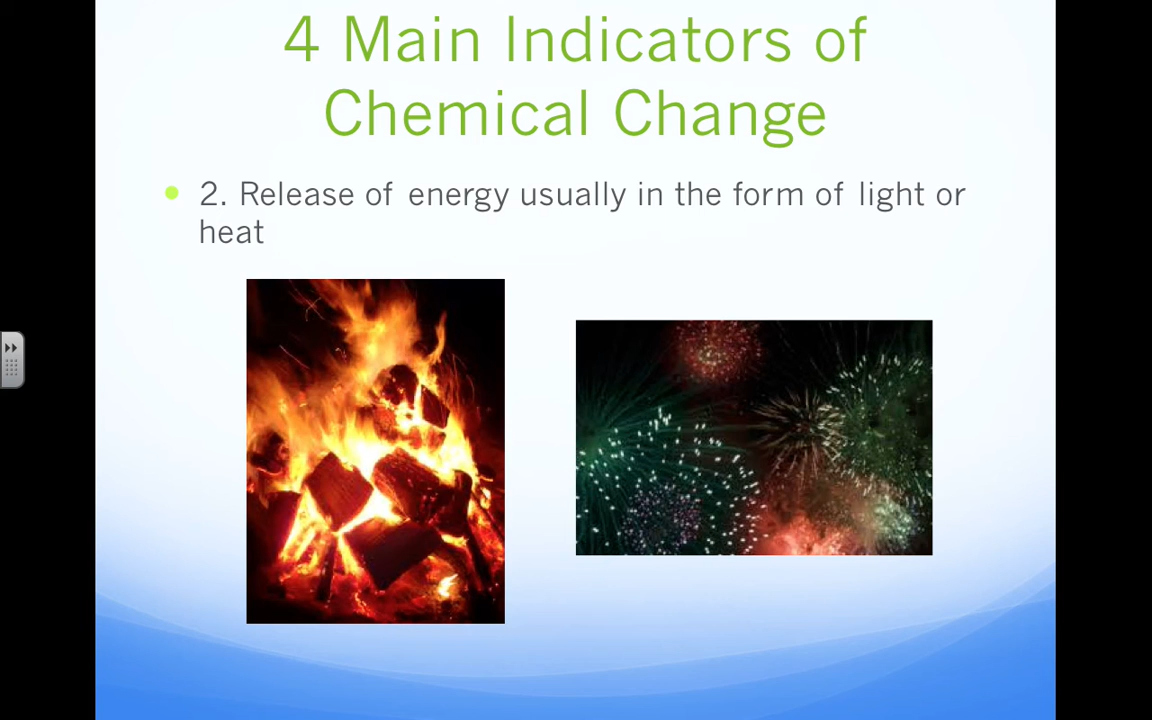 4 Main Indicators of
Chemical Change
2. Release of energy usually in the form of light or
heat